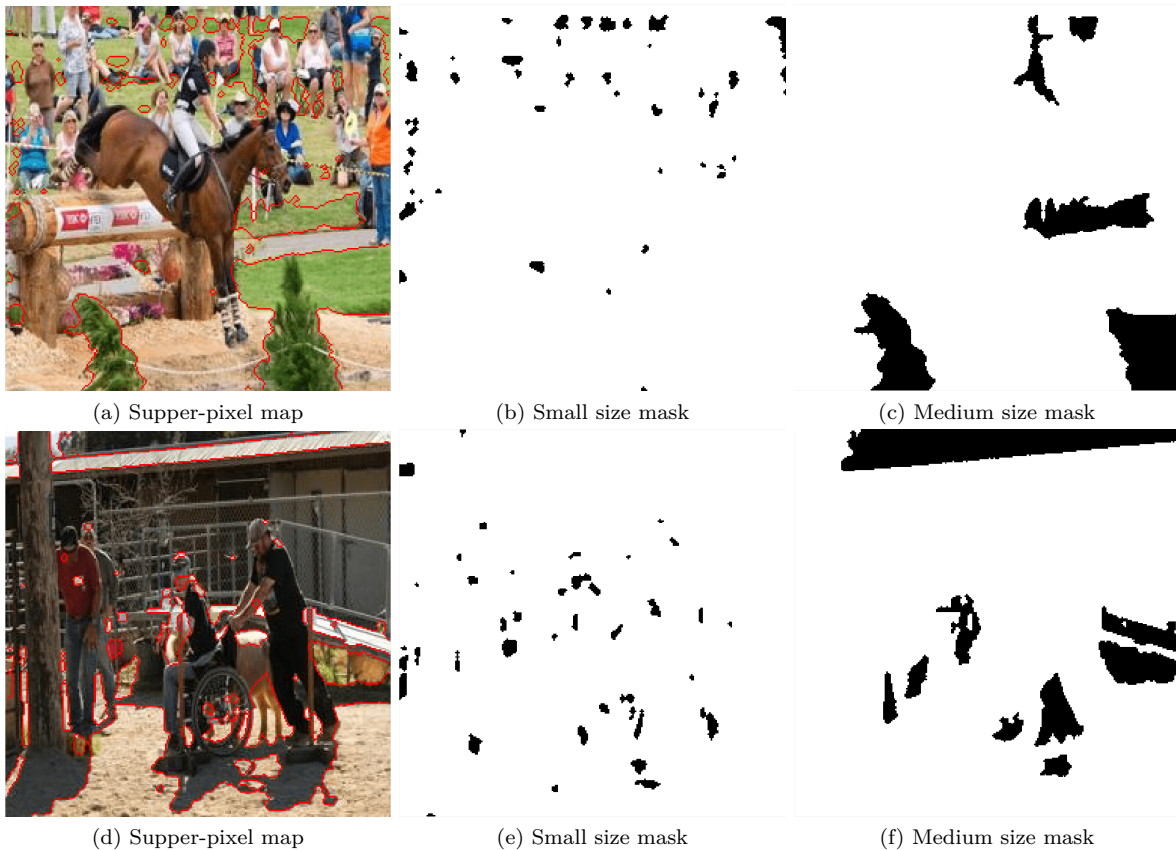 (a) Supper-pixel map
(b) Small size mask
(c) Medium size mask
(d) Supper-pixel map
(e) Small size mask
(f) Medium size mask